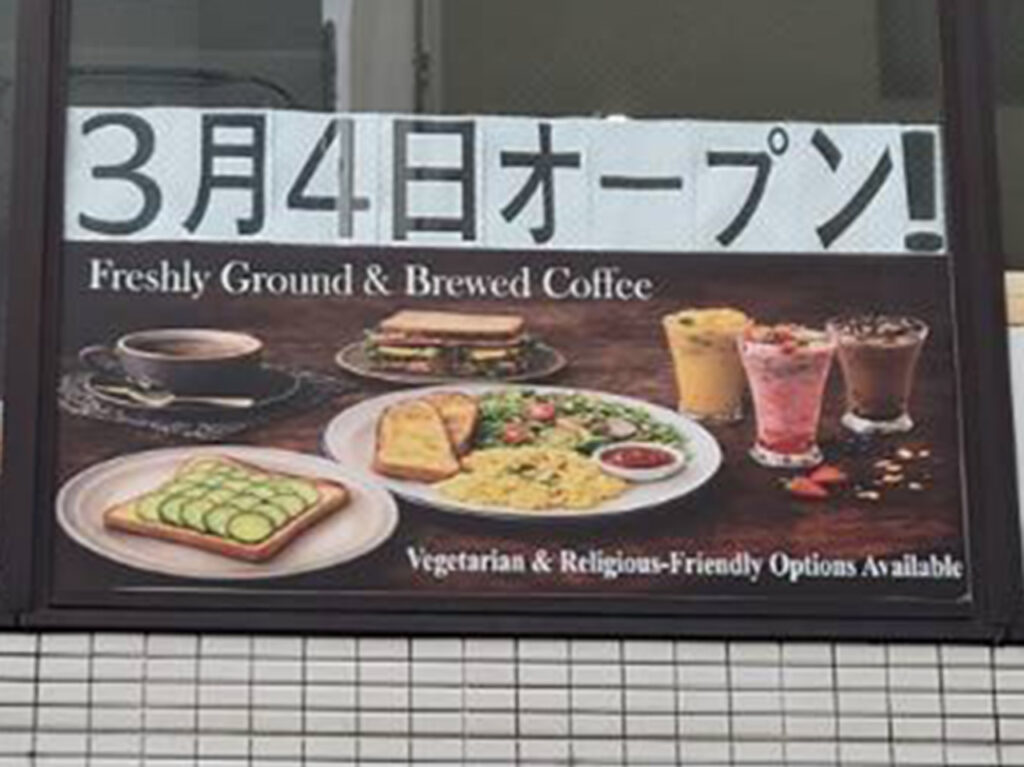 3月4日オープン!
Freshly Ground & Brewed Coffee
Vegetarian & Religious-Friendly Options Available